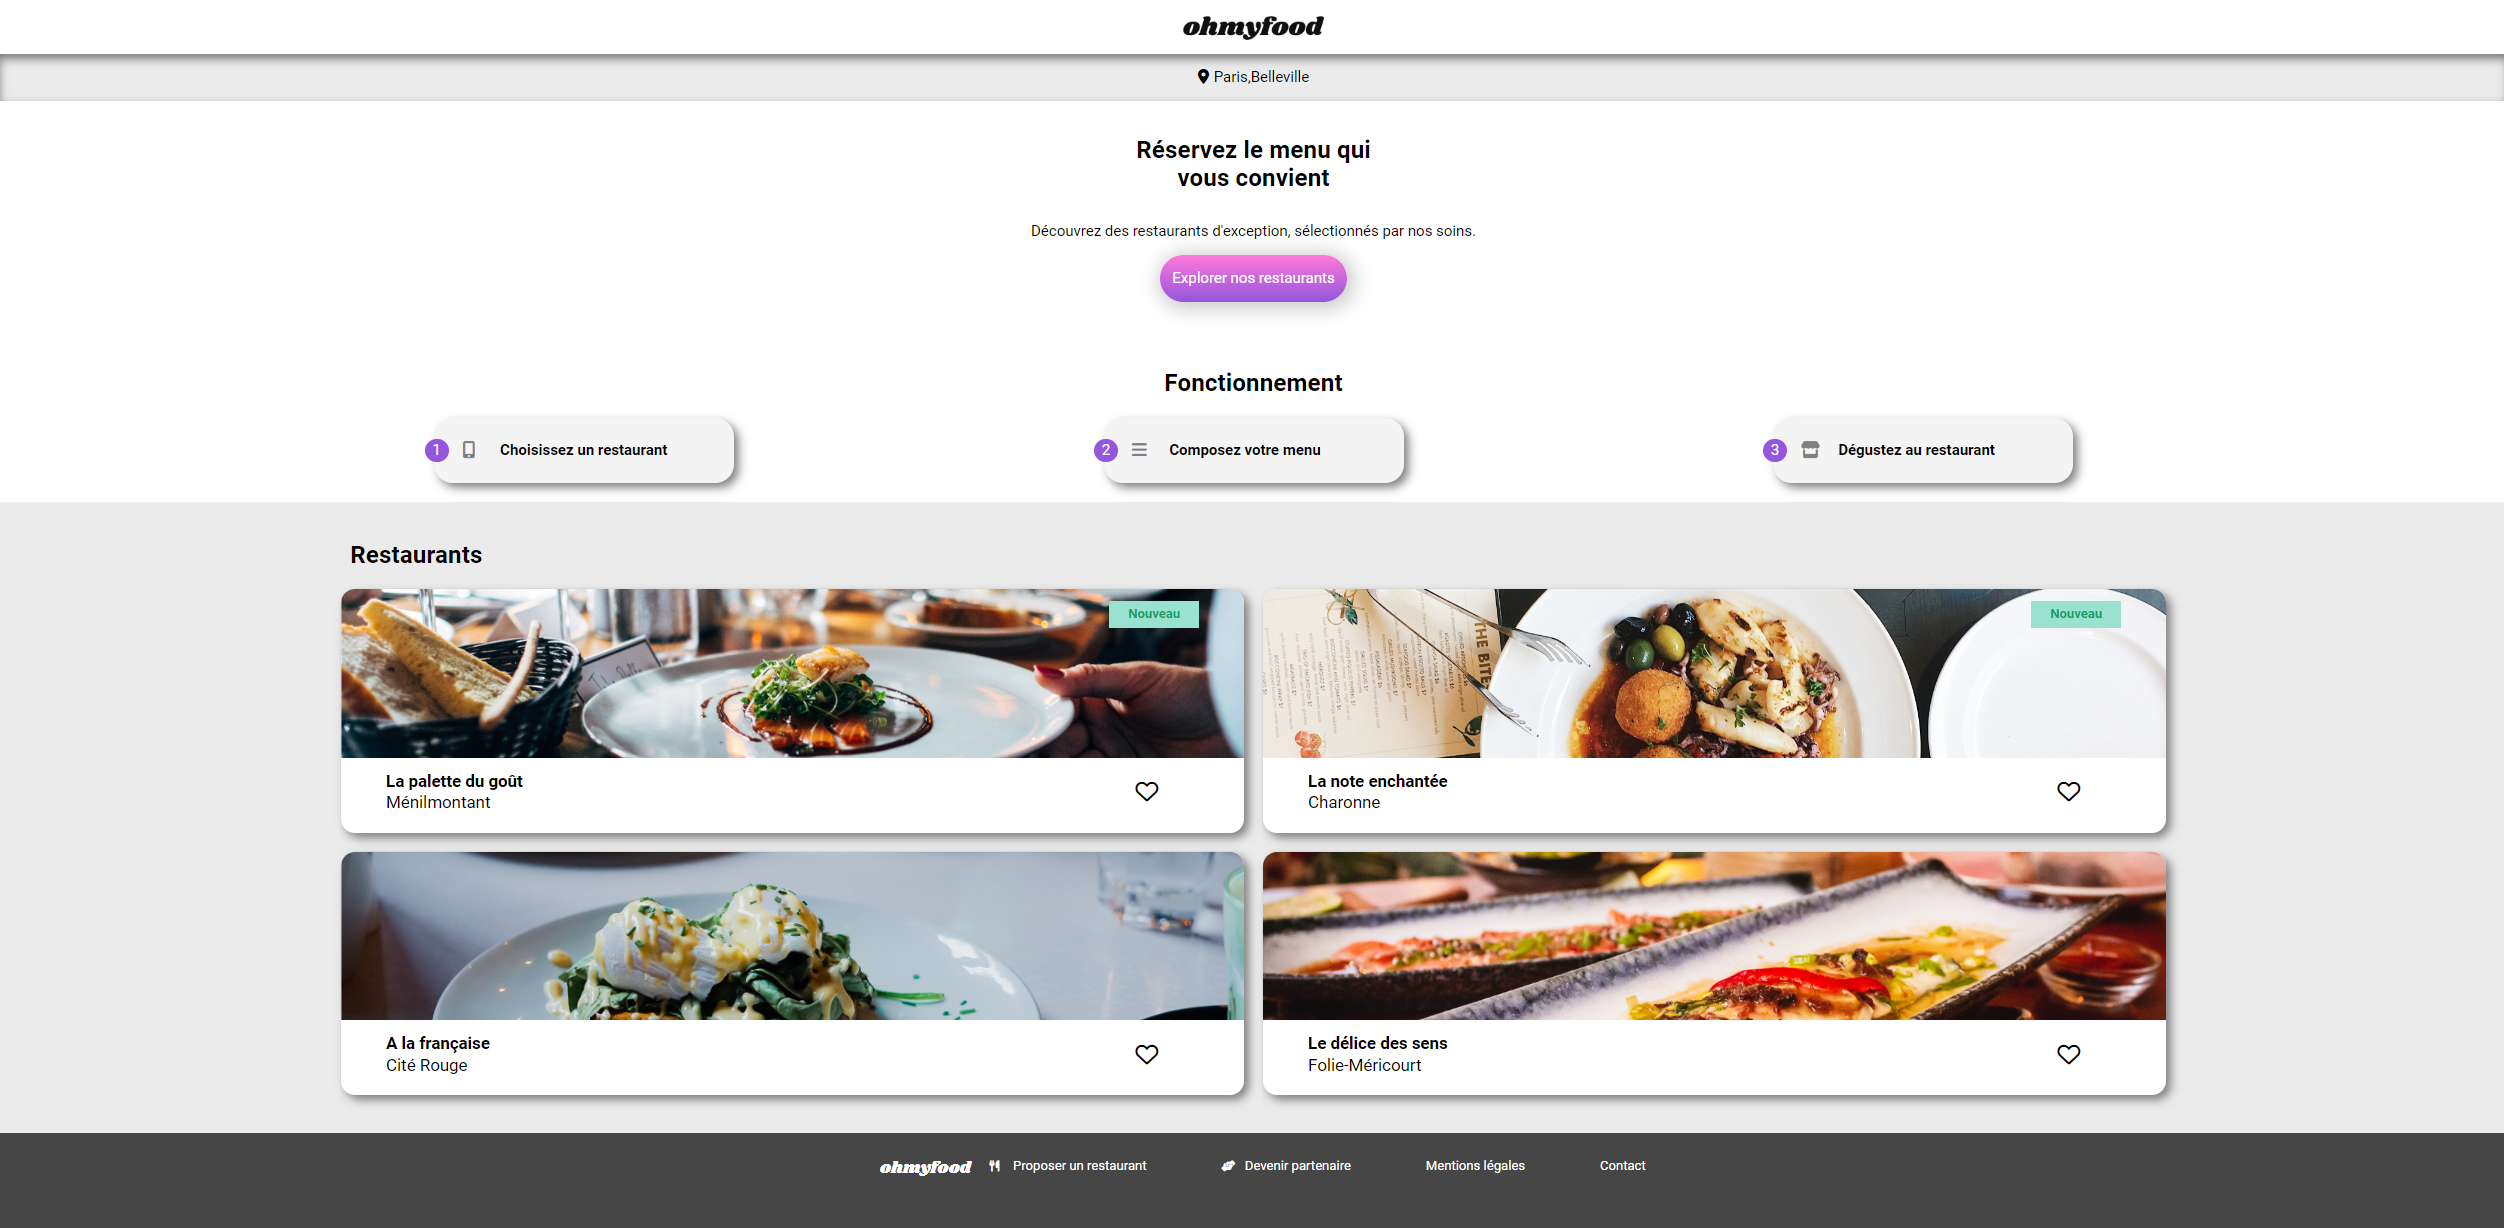 ohmyfood
Paris,Belleville
Réservez le menu qui
vous convient
Découvrez des restaurants d'exception, sélectionnés par nos soins.
Explorer nos restaurants
Fonctionnement
1 Choisissez un restaurant
2 Composez votre menu
3 Dégustez au restaurant
Restaurants
Nouveau
La palette du goût
Ménilmontant
Nouveau
THE BITE
La note enchantée
Charonne
A la française
Cité Rouge
Le délice des sens
Folie-Méricourt
ohmyfood Proposer un restaurant Devenir partenaire Mentions légales Contact